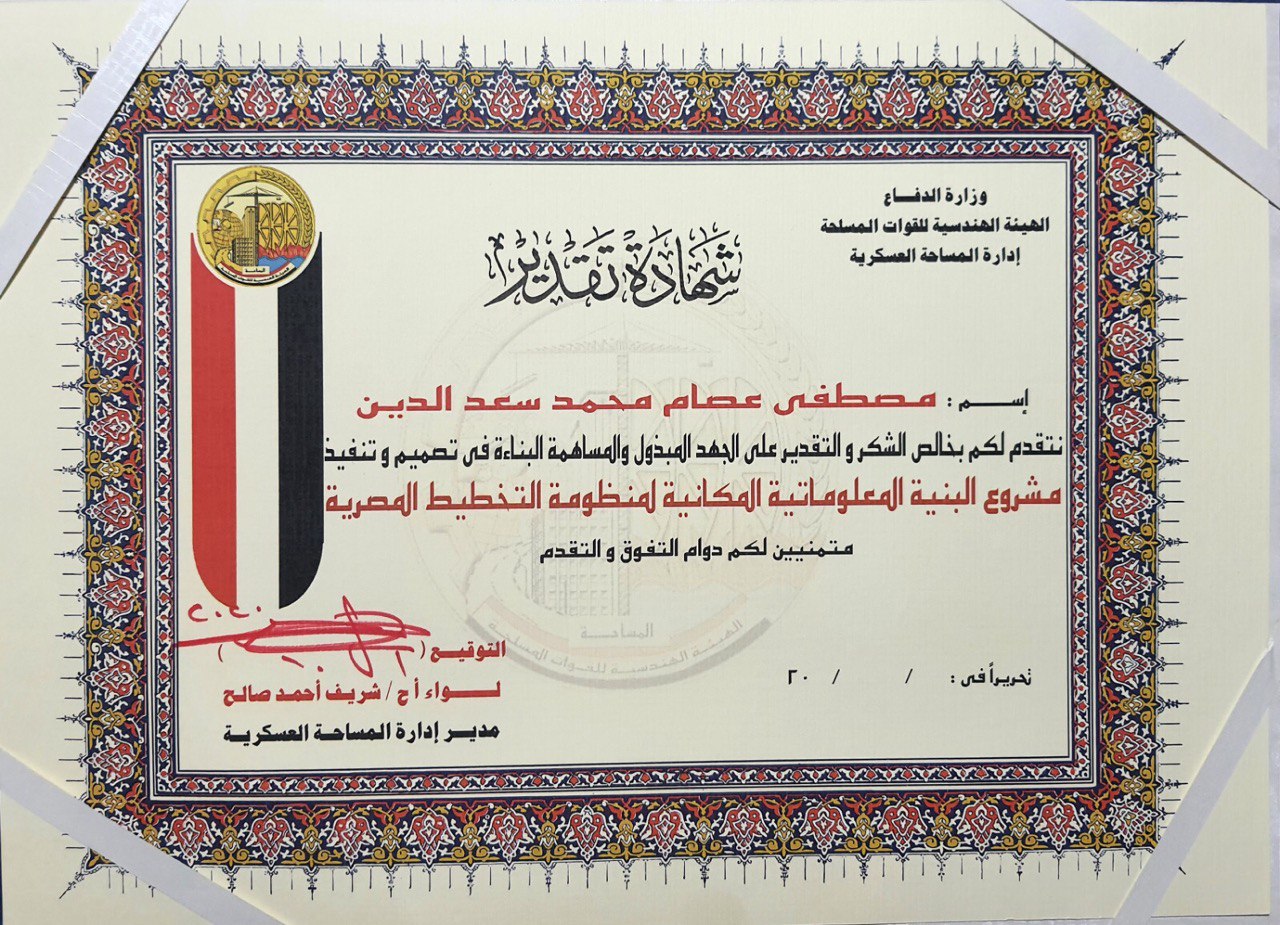 وزارة الدفاع
الهيئة الهندسية للقوات المسلحة
إدارة المساحة العسكرية
شهادة تقدير
إســـم : مصطفى عصام محمد سعد الدين
نتقدم لكم بخالص الشكر و التقدير على الجهد المبذول والمساهمة البناءة فى تصميم و تنفيذ
مشروع البنية المعلوماتية المكانية لمنظومة التخطيط المصرية
متمنيين لكم دوام التفوق و التقدم
المساحة
الهيئة الهندسية للقوات المسلحة
تحريراً فى : / / ٢٠
٢٠٢٠
التوقيع ( )
لـــواء أ ح / شريف أحمد صالح
مديـر إدارة المساحة العسكرية